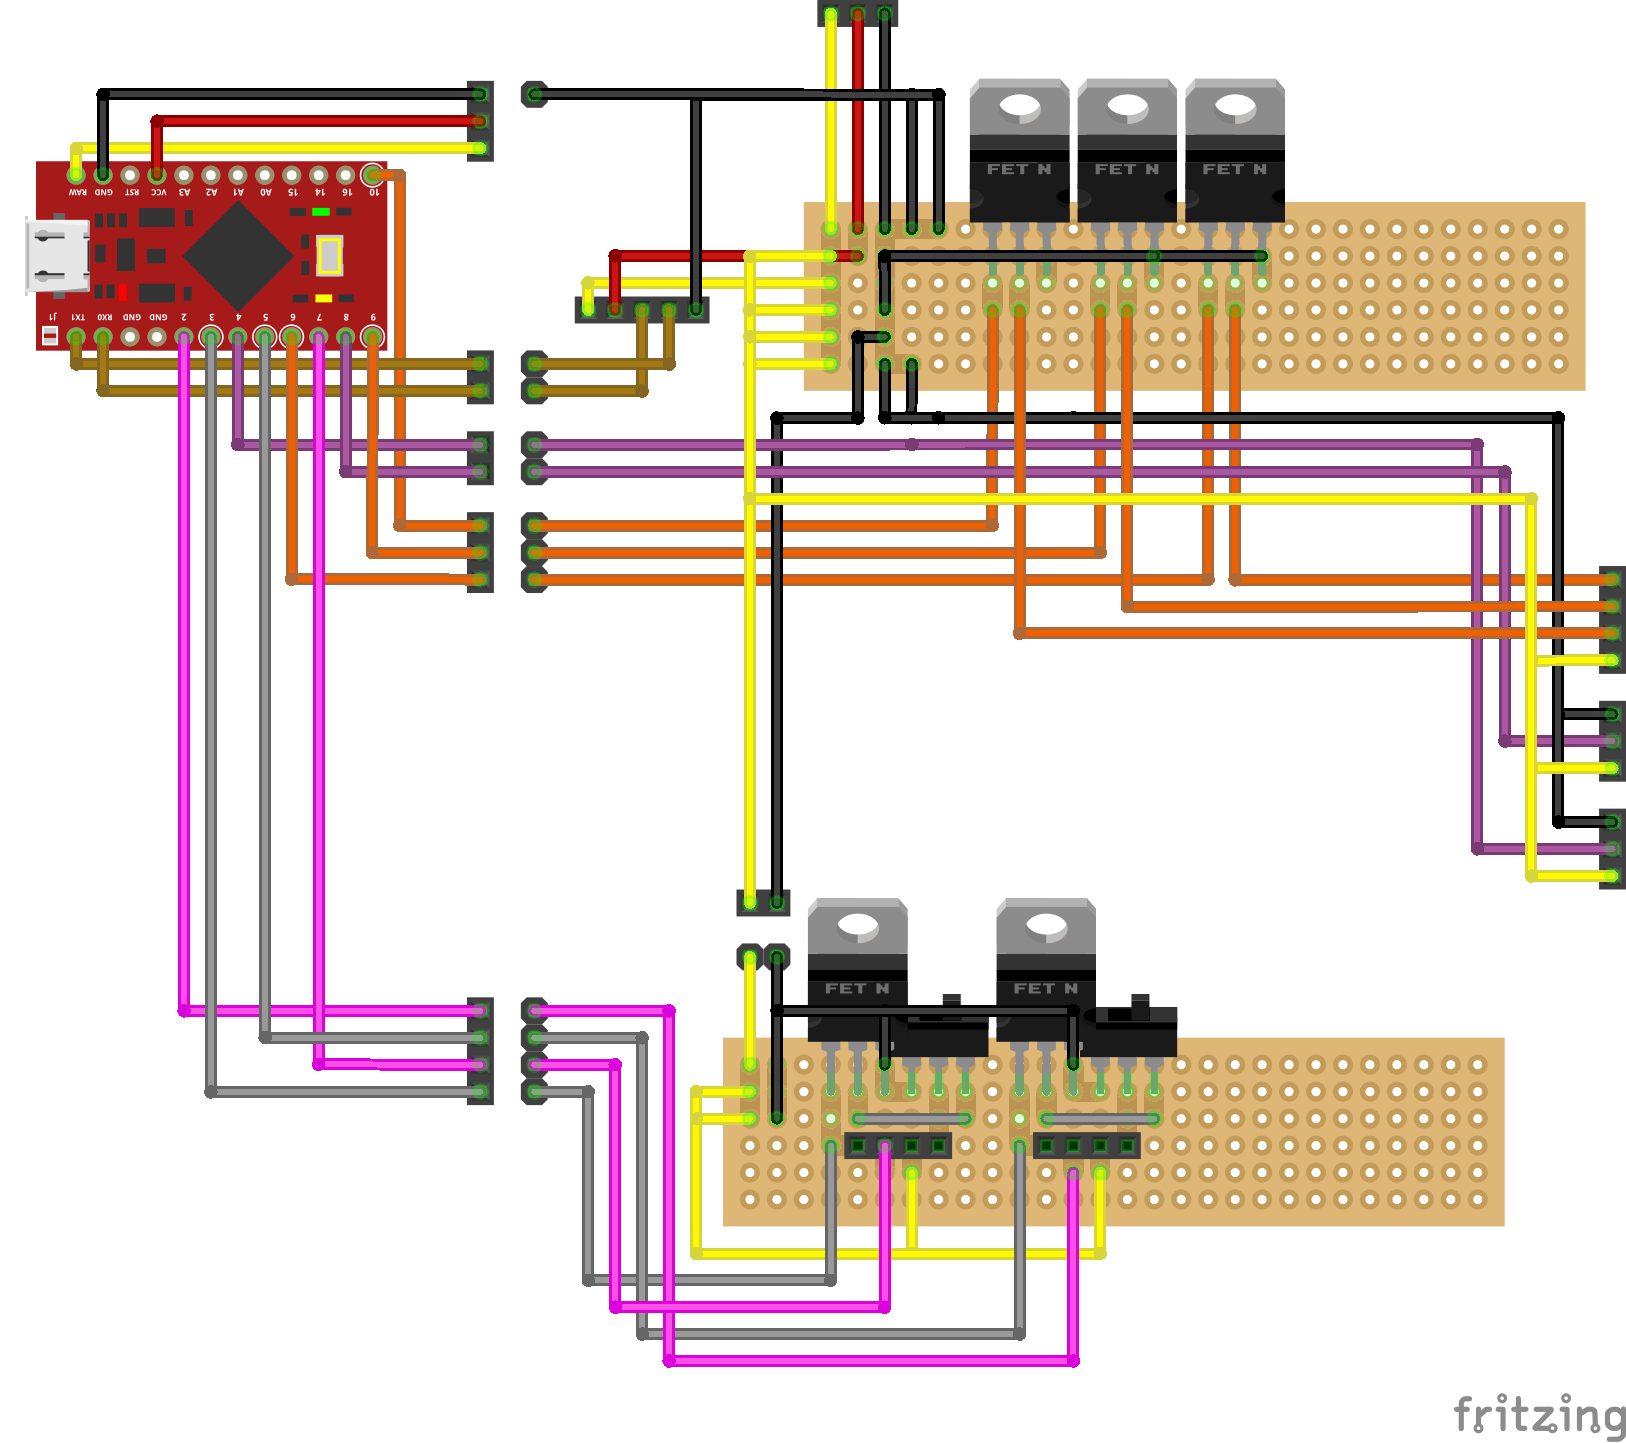 FET N
FET N
FET N
RAW
GND
RST
VCC
A3
A2
A1
A0
15
14
16
10
J1
TX1
RX0
GND
GND
2
3
4
5
6
7
8
9
FET N
FET N
fritzing